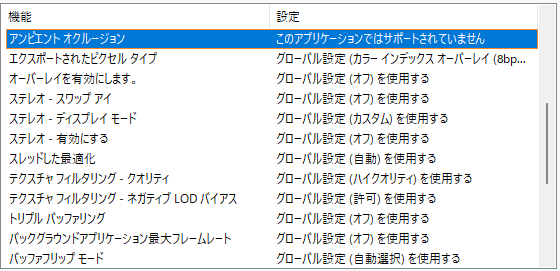 機能 設定
アンビエント オクルージョン このアプリケーションではサポートされていません
エクスポートされたピクセル タイプ グローバル設定 (カラー インデックス オーバーレイ (8bp...
オーバーレイを有効にします。 グローバル設定 (オフ) を使用する
ステレオ - スワップ アイ グローバル設定 (オフ) を使用する
ステレオ - ディスプレイ モード グローバル設定 (カスタム) を使用する
ステレオ - 有効にする グローバル設定 (オフ) を使用する
スレッドした最適化 グローバル設定 (自動) を使用する
テクスチャ フィルタリング - クオリティ グローバル設定 (ハイクオリティ) を使用する
テクスチャ フィルタリング - ネガティブ LOD バイアス グローバル設定 (許可) を使用する
トリプル バッファリング グローバル設定 (オフ) を使用する
バックグラウンドアプリケーション最大フレームレート グローバル設定 (オフ) を使用する
バッファフリップ モード グローバル設定 (自動選択) を使用する